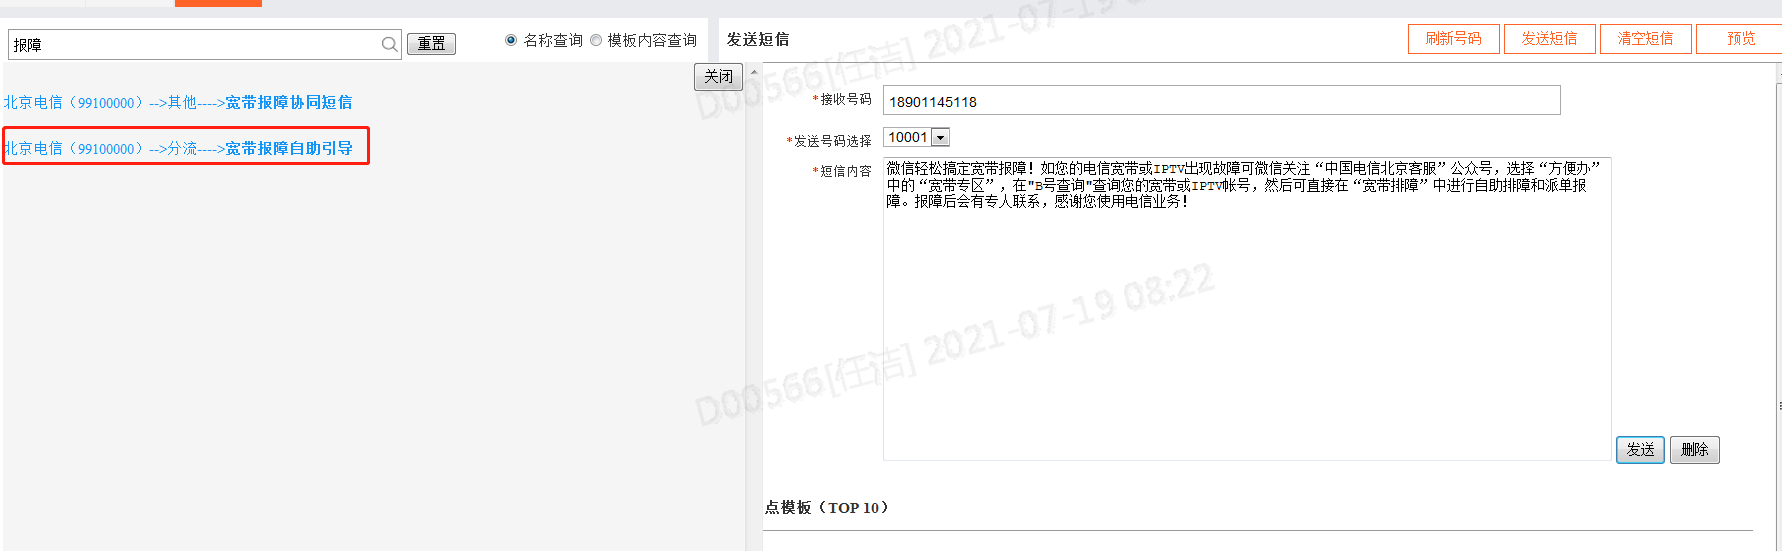 报障
重置
名称查询
模板内容查询
关闭
北京电信（99100000）-->其他---->宽带报障协同短信
北京电信（99100000）-->分流---->宽带报障自助引导
发送短信
刷新号码
发送短信
清空短信
预览
*接收号码
18901145118
*发送号码选择
10001
*短信内容
微信轻松搞定宽带报障！如您的电信宽带或IPTV出现故障可微信关注“中国电信北京客服”公众号，选择“方便办”
中的“宽带专区”，在"B号查询"查询您的宽带或IPTV帐号，然后可直接在“宽带排障”中进行自助排障和派单报
障。报障后会有专人联系，感谢您使用电信业务！
发送
删除
点模板（TOP 10）
D00566[任洁] 2021-07-19 08:22
D00566[任洁] 2021-07-19 0